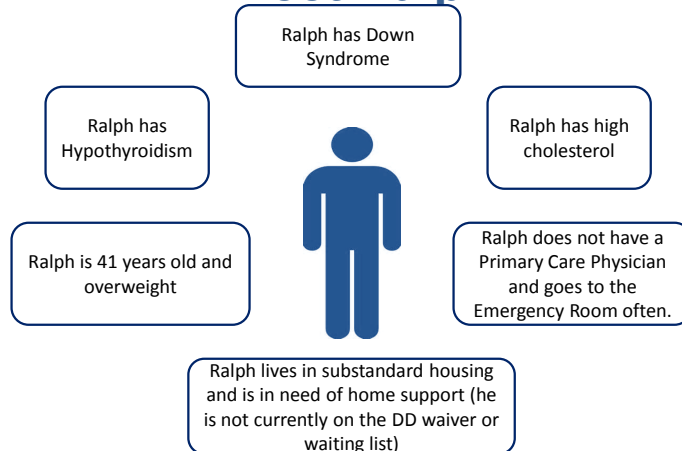 Ralph has Down
Syndrome
Ralph has
Hypothyroidism
Ralph has high
cholesterol
Ralph is 41 years old and
overweight
Ralph does not have a
Primary Care Physician
and goes to the
Emergency Room often.
Ralph lives in substandard housing
and is in need of home support (he
is not currently on the DD waiver or
waiting list)